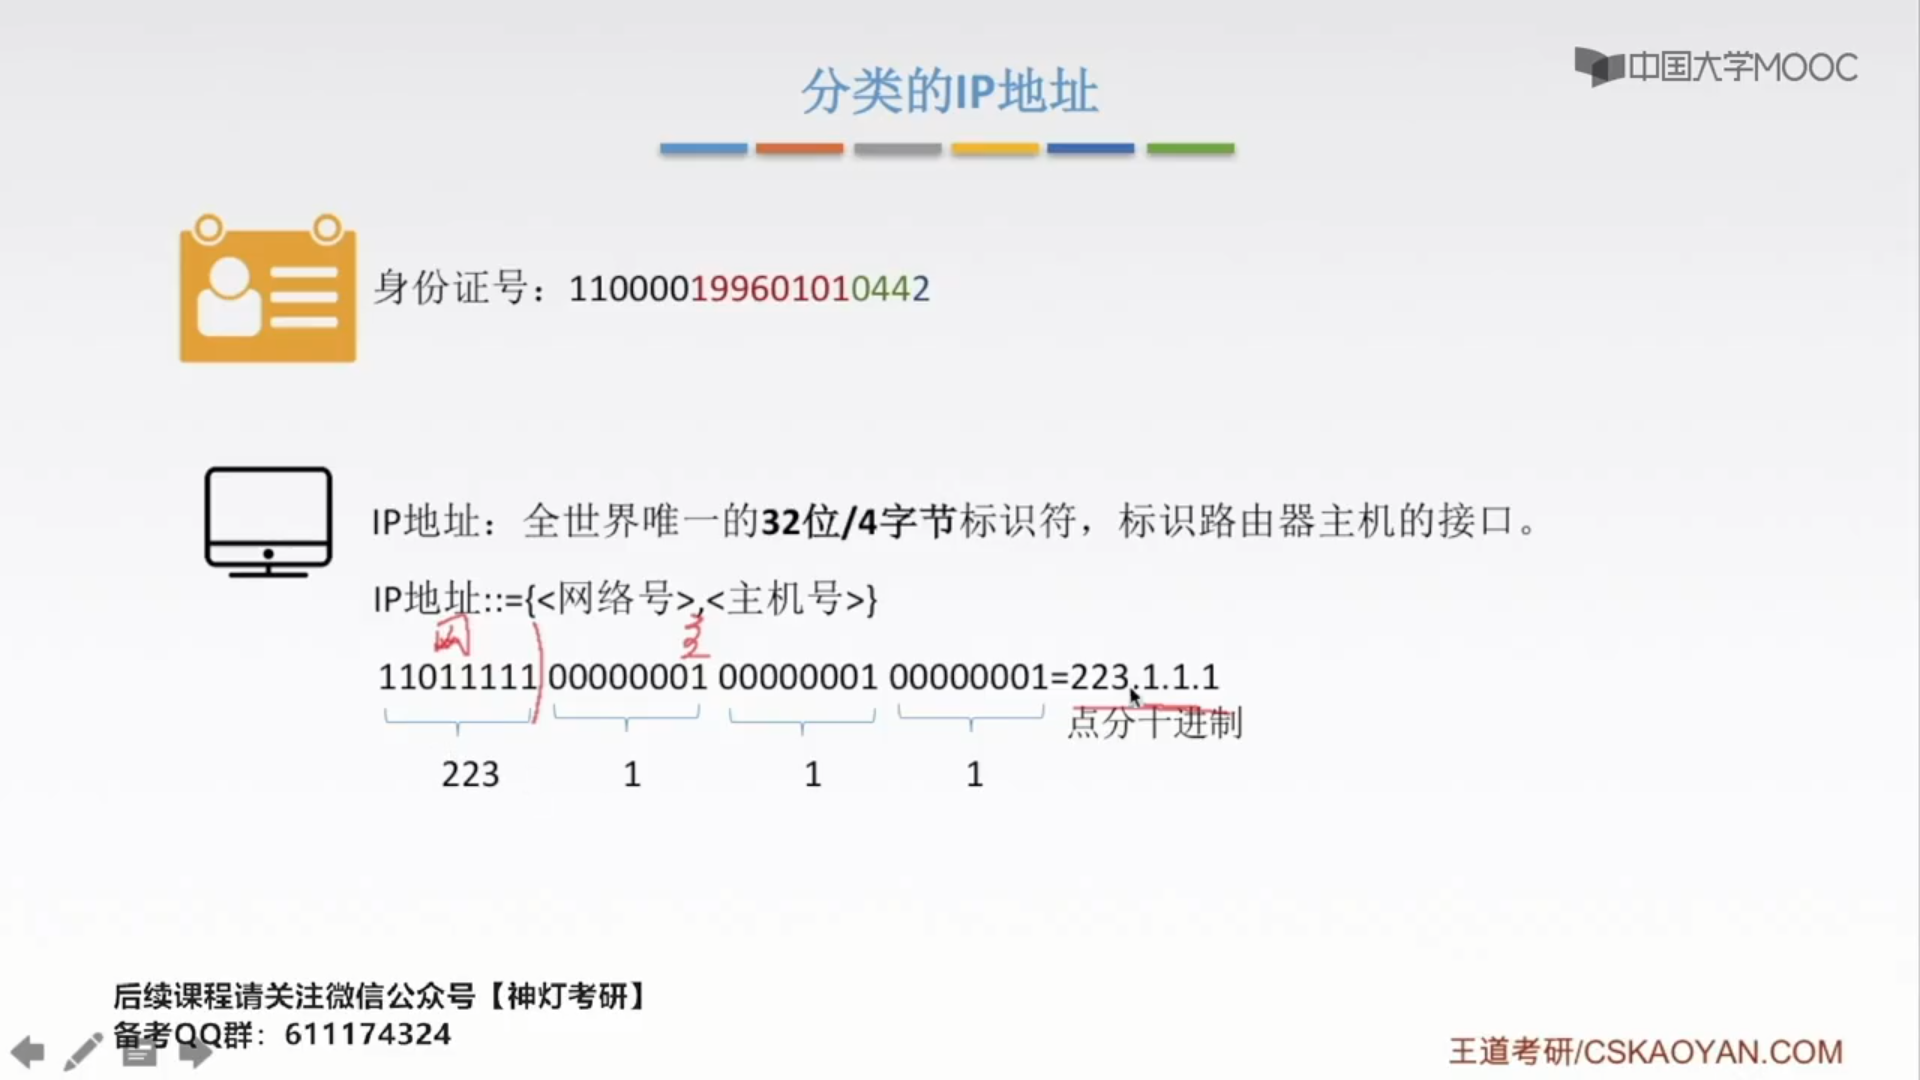 中国大学MOOC
分类的IP地址
身份证号：110000199601010442
IP地址：全世界唯一的32位/4字节标识符，标识路由器主机的接口。
IP地址::={<网络号>,<主机号>}
网
11011111 00000001 00000001 00000001=223.1.1.1
点分十进制
223 1 1 1
后续课程请关注微信公众号【神灯考研】
备考QQ群：611174324
王道考研/CSKAOYAN.COM